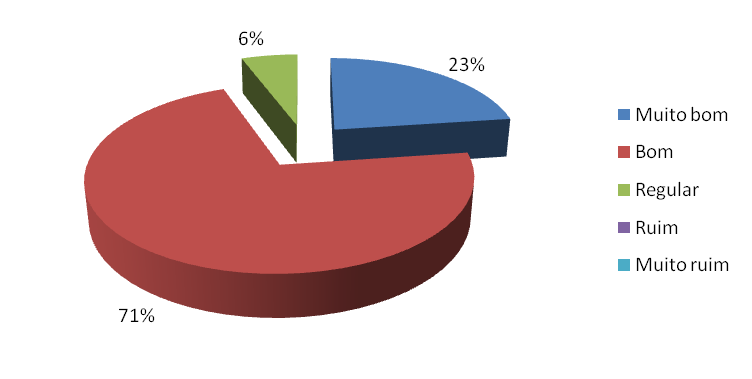 6%
23%
71%
Muito bom
Bom
Regular
Ruim
Muito ruim